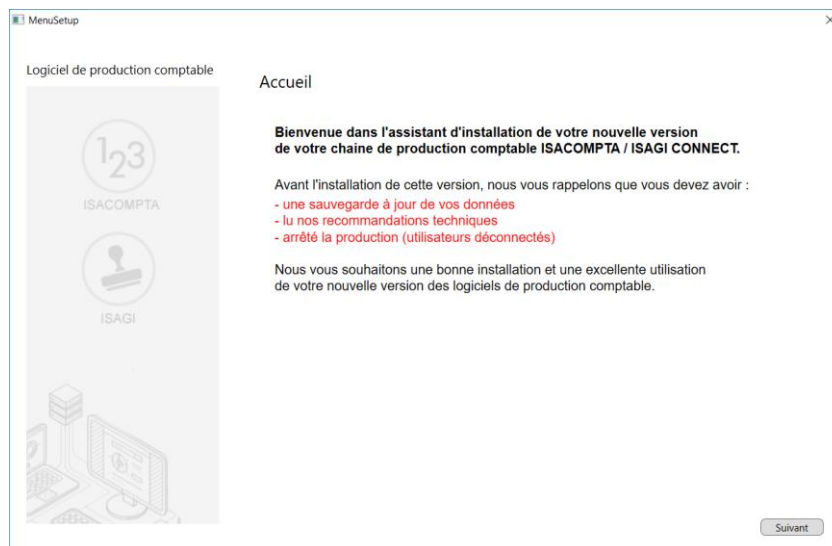 MenuSetup
Logiciel de production comptable
123
ISACOMPTA
ISAGI
Accueil
Bienvenue dans l'assistant d'installation de votre nouvelle version
de votre chaine de production comptable ISACOMPTA / ISAGI CONNECT.
Avant l'installation de cette version, nous vous rappelons que vous devez avoir :
- une sauvegarde à jour de vos données
- lu nos recommandations techniques
- arrêté la production (utilisateurs déconnectés)
Nous vous souhaitons une bonne installation et une excellente utilisation
de votre nouvelle version des logiciels de production comptable.
Suivant